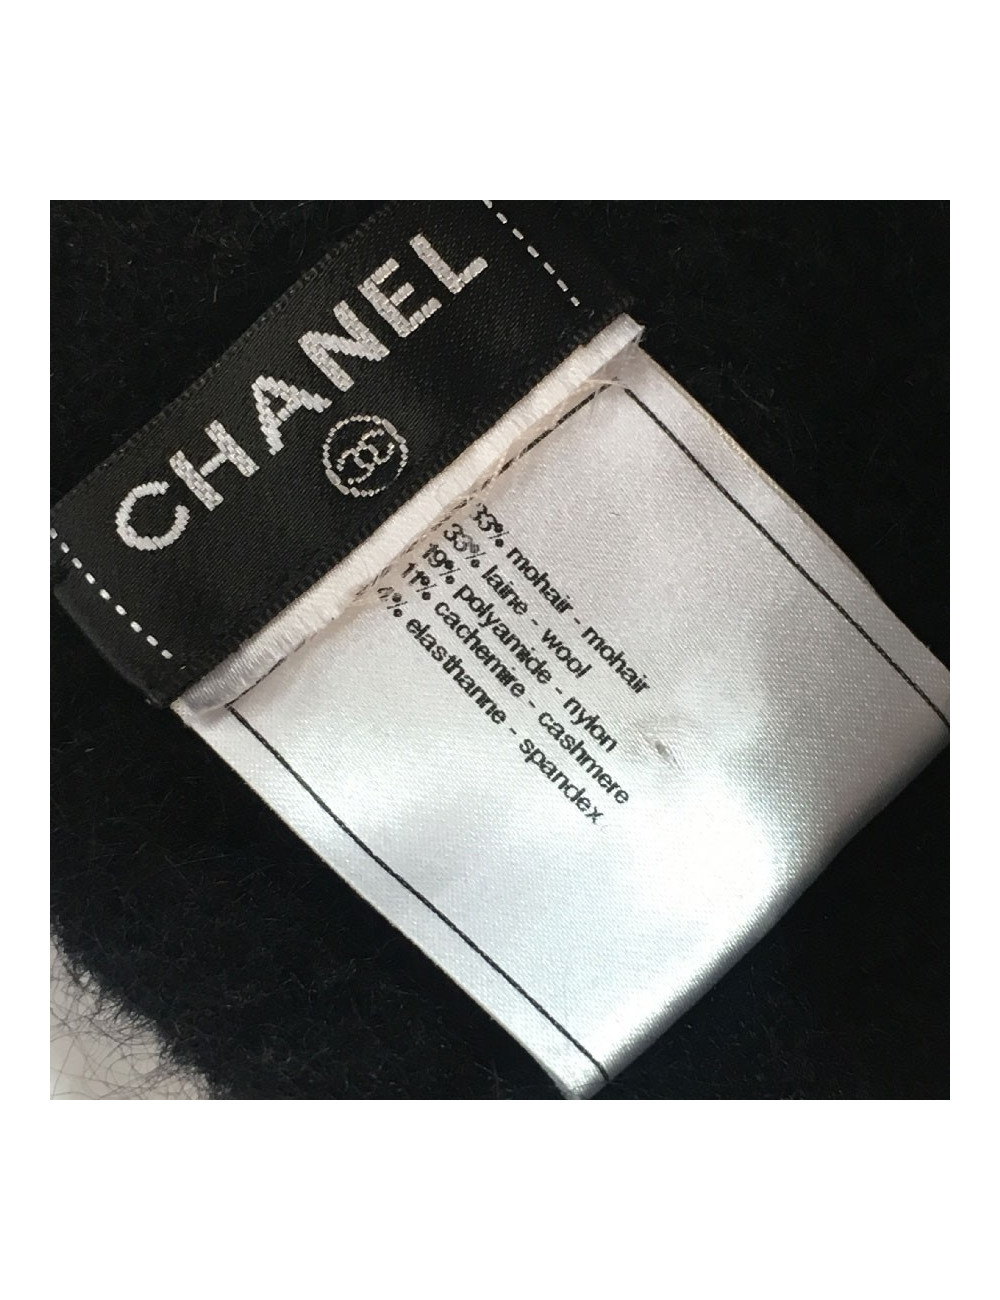 CHANEL
33% mohair - mohair
33% laine - wool
19% polyamide - nylon
11% cachemire - cashmere
4% elasthanne - spandex